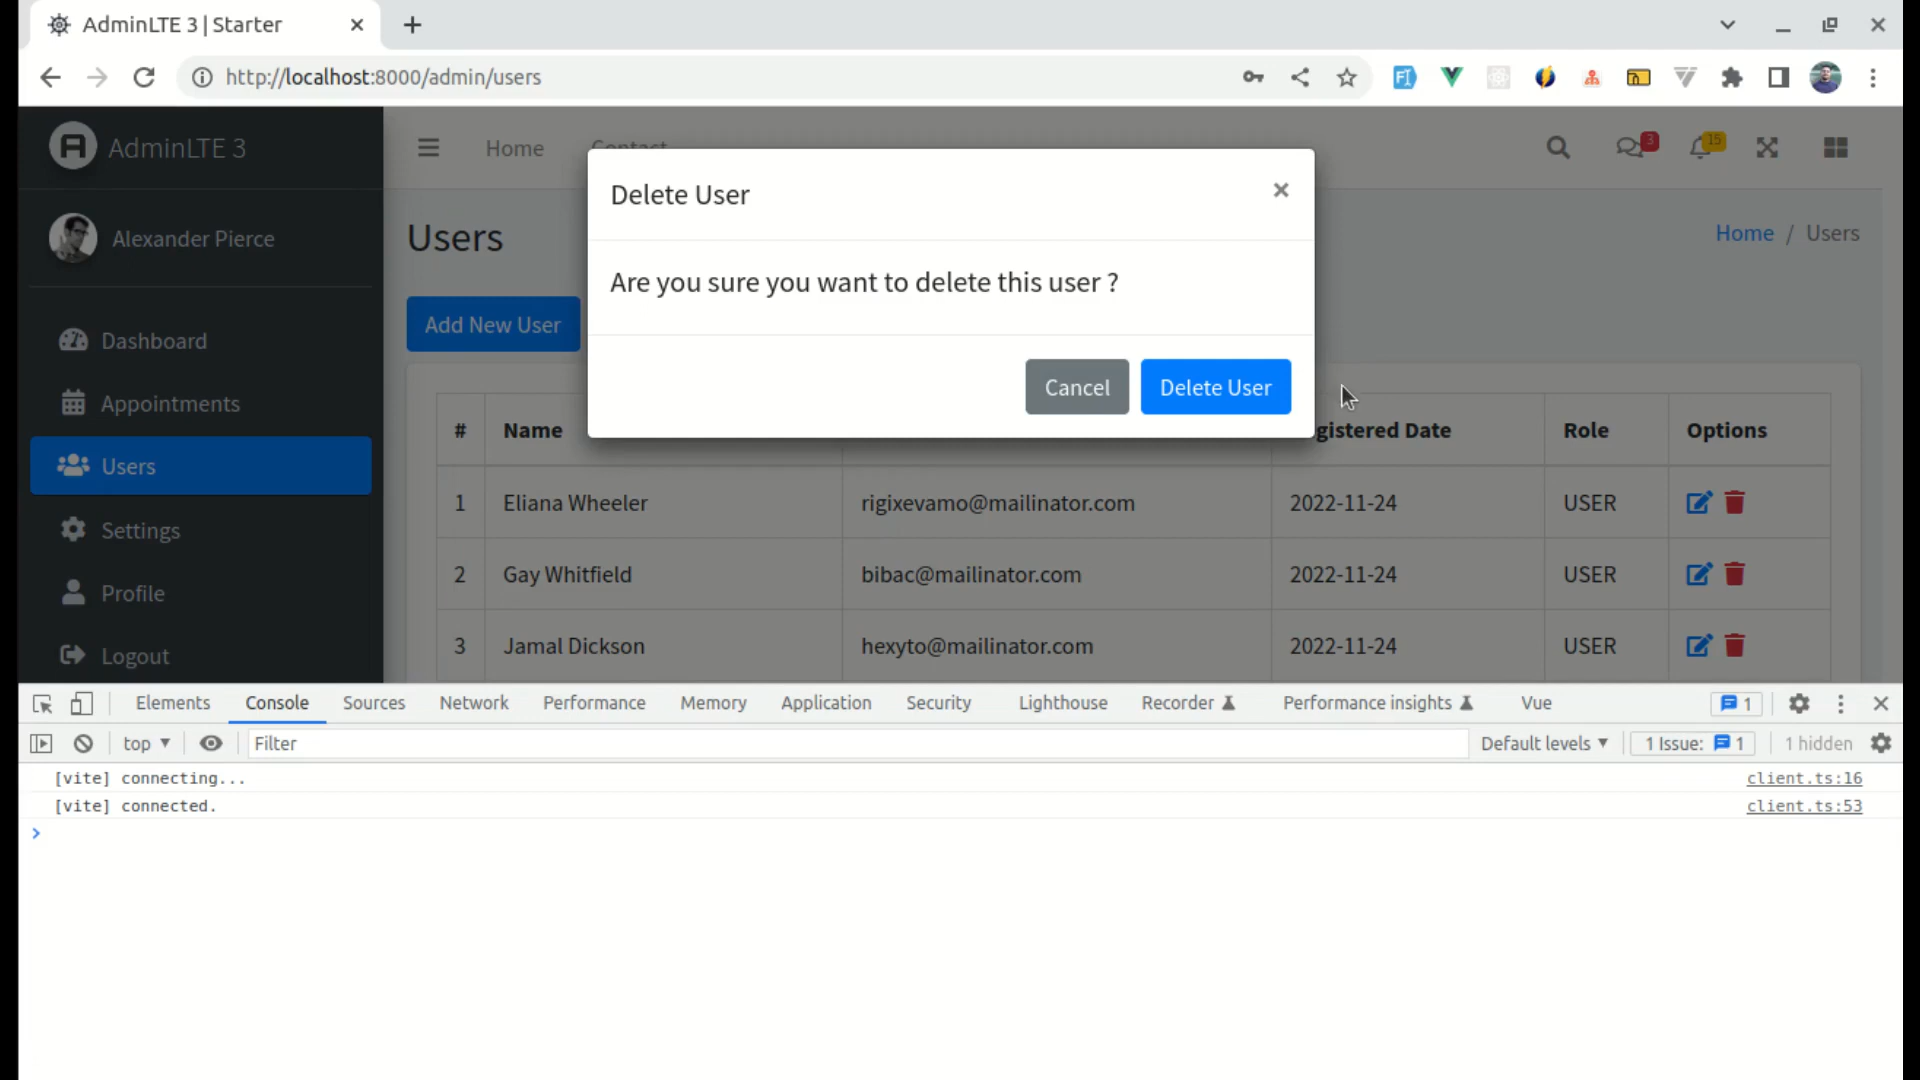 AdminLTE 3 | Starter
http://localhost:8000/admin/users
AdminLTE 3
Home
Contact
3
15
Alexander Pierce
Users
Home / Users
Add New User
Delete User
Are you sure you want to delete this user ?
Cancel
Delete User
Dashboard
Appointments
Users
Settings
Profile
Logout
# Name gistered Date Role Options
1 Eliana Wheeler rigixevamo@mailinator.com 2022-11-24 USER
2 Gay Whitfield bibac@mailinator.com 2022-11-24 USER
3 Jamal Dickson hexyto@mailinator.com 2022-11-24 USER
Elements Console Sources Network Performance Memory Application Security Lighthouse Recorder Performance insights Vue 1
top Filter Default levels 1 Issue: 1 1 hidden
[vite] connecting... client.ts:16
[vite] connected. client.ts:53